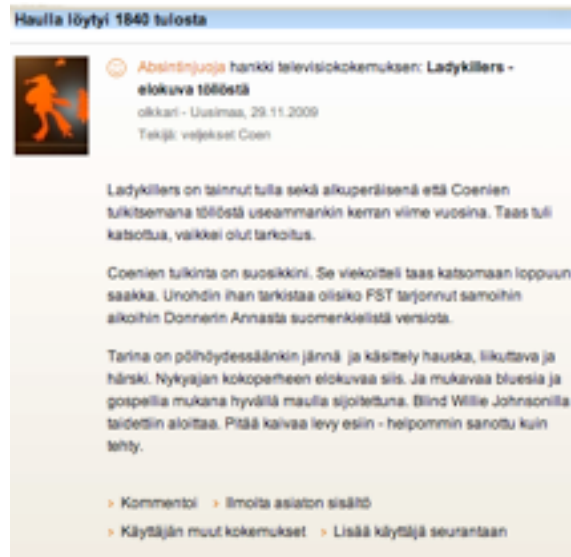 Haulla löytyi 1840 tulosta
Absintinjuoja hankki televisiokokemuksen: Ladykillers -
elokuva töllöstä
olkkari - Uusimaa, 29.11.2009
Tekijä: veljekset Coen
Ladykillers on tainnut tulla sekä alkuperäisenä että Coenien
tulkitsemana töllöstä useammankin kerran viime vuosina. Taas tuli
katsottua, vaikkei olut tarkoitus.
Coenien tulkinta on suosikkini. Se viekoitteli taas katsomaan loppuun
saakka. Unohdin ihan tarkistaa olisiko FST tarjonnut samoihin
aikoihin Donnerin Annasta suomenkielistä versiota.
Tarina on pölhöydessäänkin jännä ja käsittely hauska, liikuttava ja
härski. Nykyajan kokoperheen elokuvaa siis. Ja mukavaa bluesia ja
gospellia mukana hyvällä maulla sijoitettuna. Blind Willie Johnsonilla
taidettiin aloittaa. Pitää kaivaa levy esiin - helpommin sanottu kuin
tehty.
› Kommentoi › Ilmoita asiaton sisältö
› Käyttäjän muut kokemukset › Lisää käyttäjä seurantaan